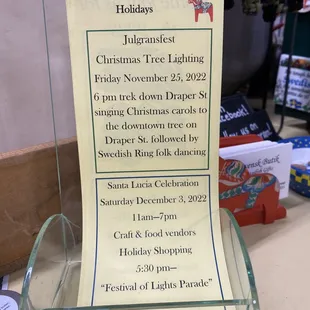 Holidays
Julgransfest
Christmas Tree Lighting
Friday November 25, 2022
6 pm trek down Draper St
singing Christmas carols to
the downtown tree on
Draper St. followed by
Swedish Ring folk dancing
Santa Lucia Celebration
Saturday December 3, 2022
11am—7pm
Craft & food vendors
Holiday Shopping
5:30 pm—
"Festival of Lights Parade"